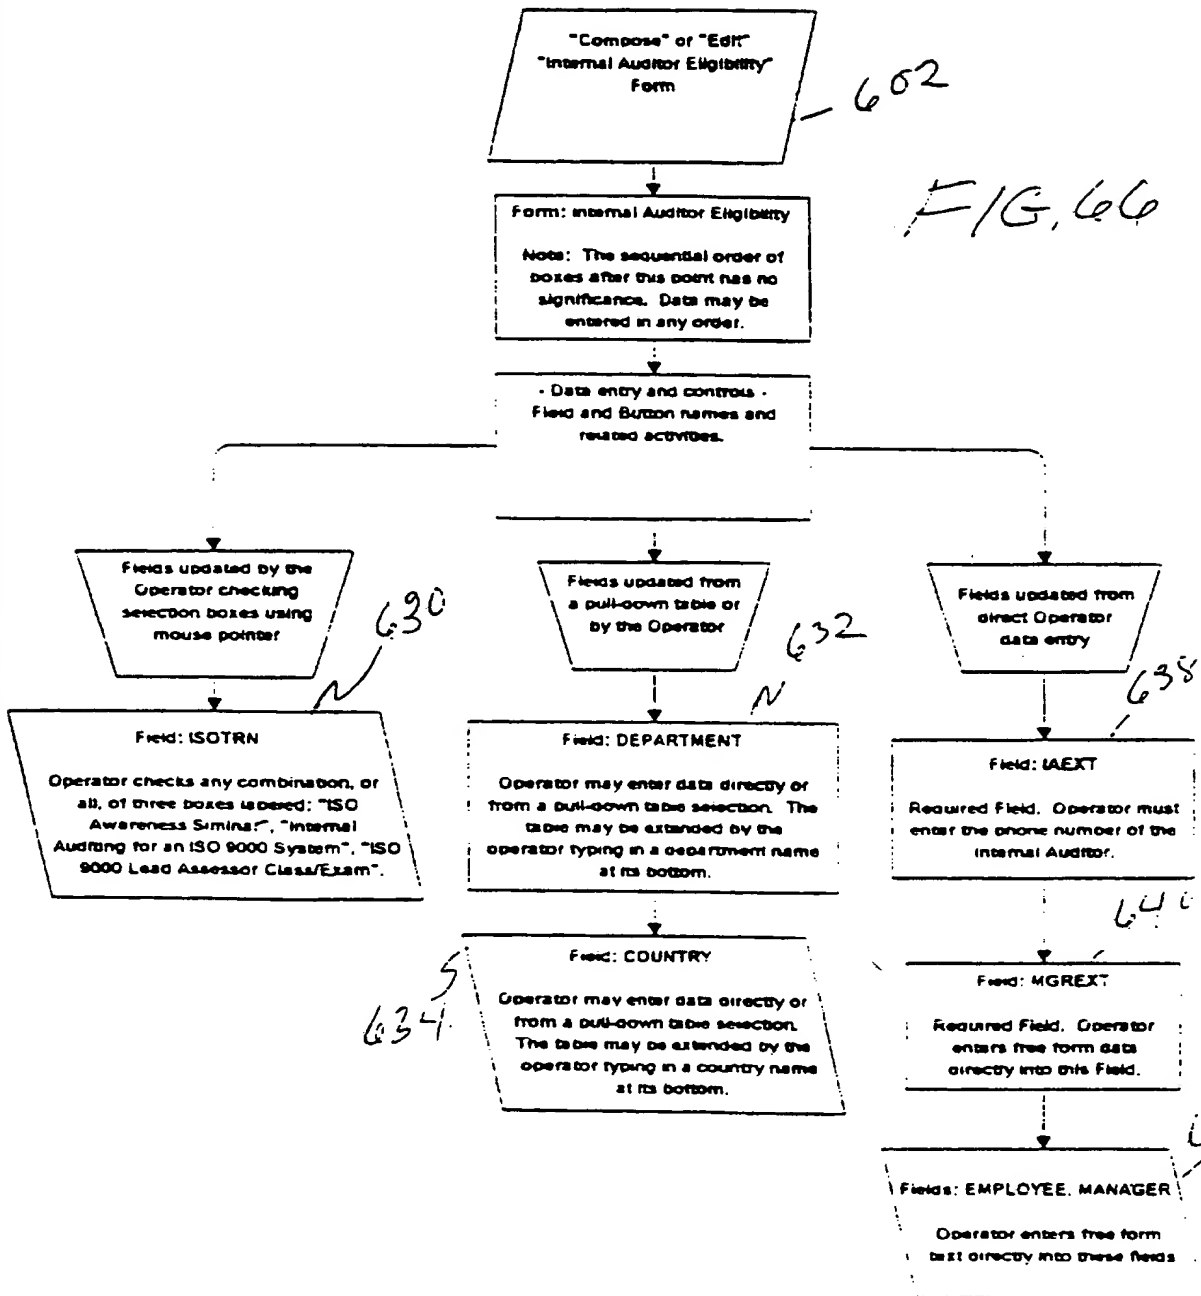 "Compose" or "Edit"
"Internal Auditor Eligibility"
Form
602
FIG. 66
Form: Internal Auditor Eligibility
Note: The sequential order of
boxes after this point has no
significance. Data may be
entered in any order.
- Data entry and controls -
Field and Button names and
related activities.
Fields updated by the
Operator checking
selection boxes using
mouse pointer
630
Fields updated from
a pull-down table or
by the Operator
632
Fields updated from
direct Operator
data entry
638
Field: ISOTRN
Operator checks any combination, or
all, of three boxes labered: "ISO
Awareness Siminar", "Internal
Auditing for an ISO 9000 System", "ISO
9000 Lead Assessor Class/Exam".
Field: DEPARTMENT
Operator may enter data directly or
from a pull-down table selection. The
table may be extended by the
operator typing in a department name
at its bottom.
Field: IAEXT
Required Field. Operator must
enter the phone number of the
Internal Auditor.
634
Field: COUNTRY
Operator may enter data directly or
from a pull-down table selection.
The table may be extended by the
operator typing in a country name
at its bottom.
Field: MGREXT
Required Field. Operator
enters free form data
directly into this Field.
Fields: EMPLOYEE, MANAGER
Operator enters free form
text directly into these fields